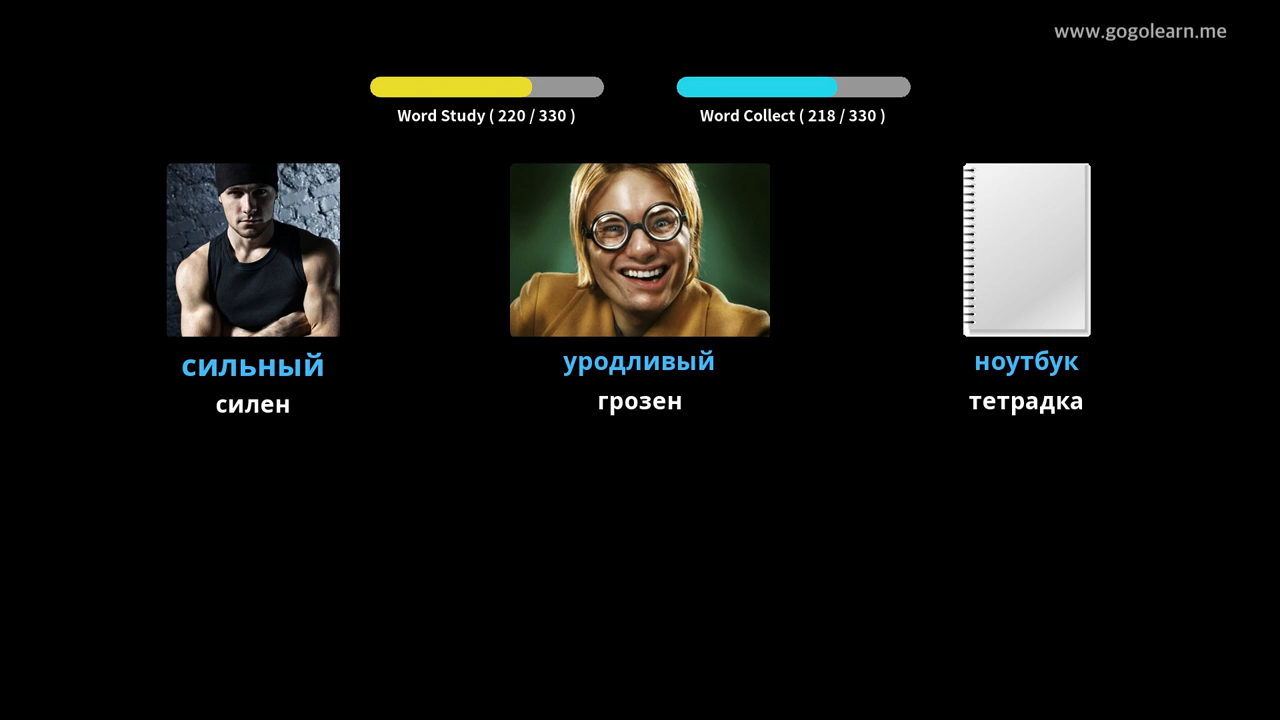 www.gogolearn.me
Word Study ( 220 / 330 )
Word Collect ( 218 / 330 )
сильный
силен
уродливый
грозен
ноутбук
тетрадка